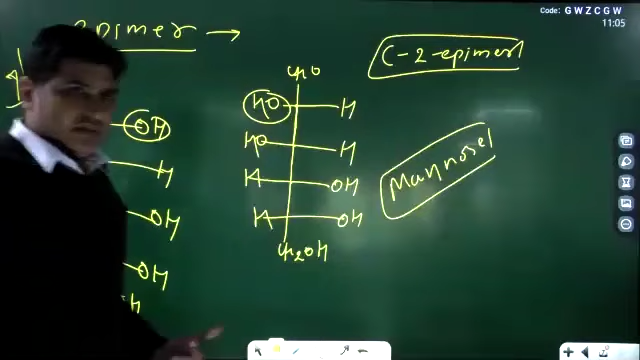 Code: G W Z C G W
11:05
epimer →
C-2-epimer
CHO
OH
HO H
HO H
H
Mannose
H OH
OH
H OH
OH
CH₂OH
H